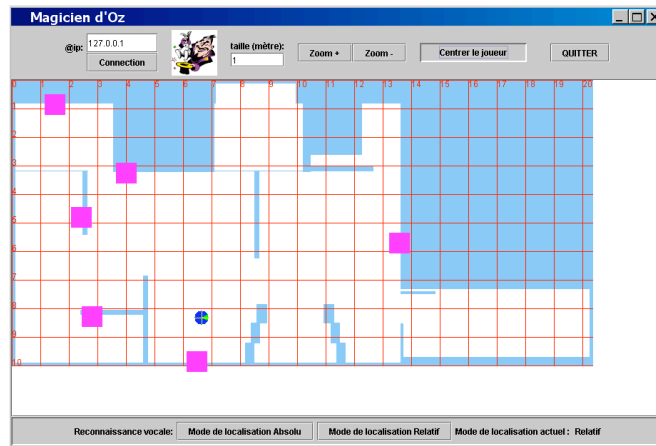 Magicien d'Oz
@ip: 127.0.0.1
Connection
taille (mètre):
1
Zoom +
Zoom -
Centrer le joueur
QUITTER
0 1 2 3 4 5 6 7 8 9 10 11 12 13 14 15 16 17 18 19 20
1
2
3
4
5
6
7
8
9
10
Reconnaissance vocale: Mode de localisation Absolu Mode de localisation Relatif Mode de localisation actuel : Relatif